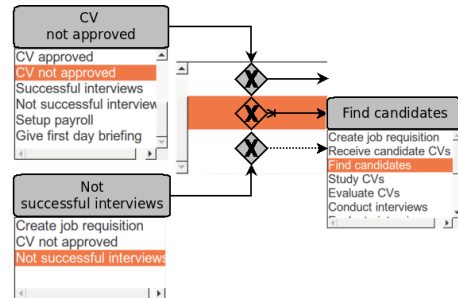 CV
not approved
CV approved
CV not approved
Successful interviews
Not successful interview
Setup payroll
Give first day briefing
X
X
X
Find candidates
Create job requisition
Receive candidate CVs
Find candidates
Study CVs
Evaluate CVs
Conduct interviews
Not
successful interviews
Create job requisition
CV not approved
Not successful interviews